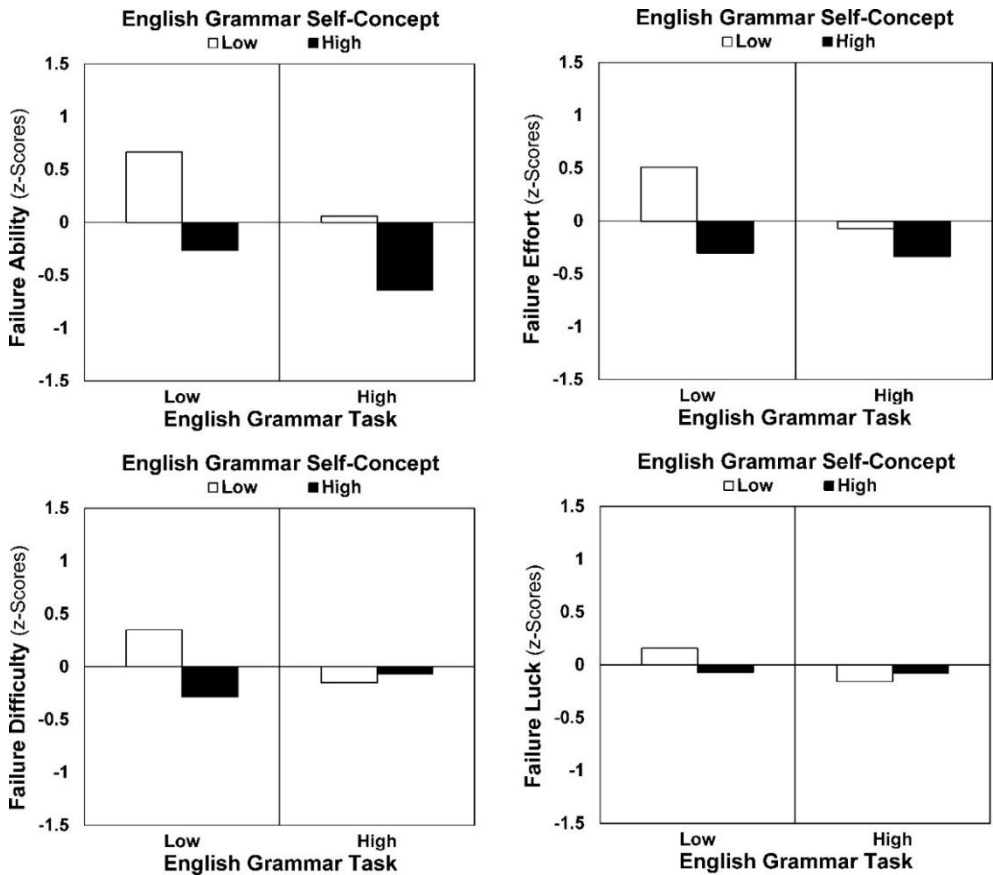 English Grammar Self-Concept
Low High
Failure Ability (z-Scores)
1.5
1
0.5
0
-0.5
-1
-1.5
Low High
English Grammar Task
English Grammar Self-Concept
Low High
Failure Effort (z-Scores)
1.5
1
0.5
0
-0.5
-1
-1.5
Low High
English Grammar Task
English Grammar Self-Concept
Low High
Failure Difficulty (z-Scores)
1.5
1
0.5
0
-0.5
-1
-1.5
Low High
English Grammar Task
English Grammar Self-Concept
Low High
Failure Luck (z-Scores)
1.5
1
0.5
0
-0.5
-1
-1.5
Low High
English Grammar Task